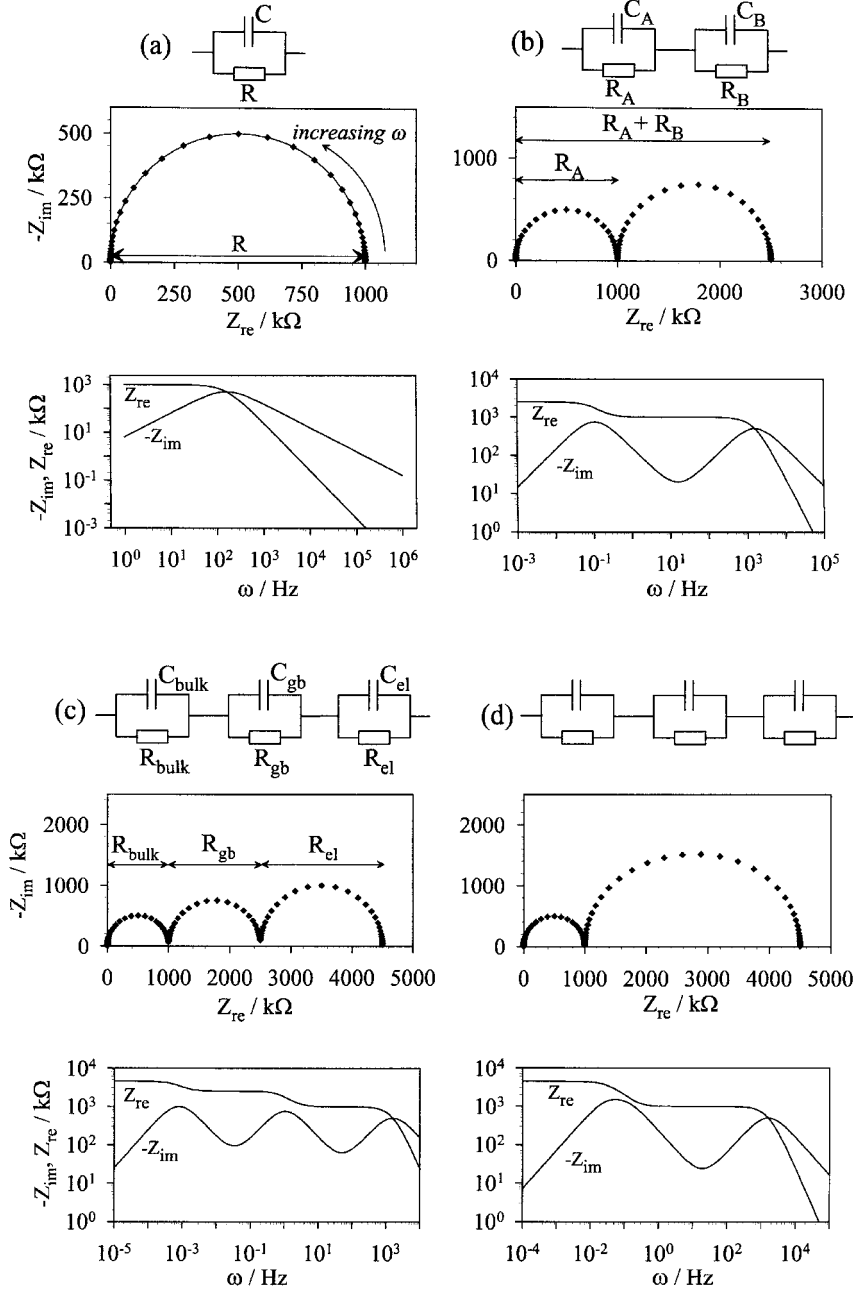 (a)
C
R
500
250
0
-Z_im / kΩ
increasing ω
R
0 250 500 750 1000
Z_re / kΩ
10^3
10^1
10^-1
10^-3
-Z_im, Z_re / kΩ
Z_re
-Z_im
10^0 10^1 10^2 10^3 10^4 10^5 10^6
ω / Hz
(b)
C_A C_B
R_A R_B
1000
0
R_A + R_B
R_A
0 1000 2000 3000
Z_re / kΩ
10^4
10^3
10^2
10^1
10^0
Z_re
-Z_im
10^-3 10^-1 10^1 10^3 10^5
ω / Hz
(c)
C_bulk C_gb C_el
R_bulk R_gb R_el
2000
1000
0
-Z_im / kΩ
R_bulk R_gb R_el
0 1000 2000 3000 4000 5000
Z_re / kΩ
10^4
10^3
10^2
10^1
10^0
-Z_im, Z_re / kΩ
Z_re
-Z_im
10^-5 10^-3 10^-1 10^1 10^3
ω / Hz
(d)
2000
1000
0
0 1000 2000 3000 4000 5000
Z_re / kΩ
10^4
10^3
10^2
10^1
10^0
Z_re
-Z_im
10^-4 10^-2 10^0 10^2 10^4
ω / Hz